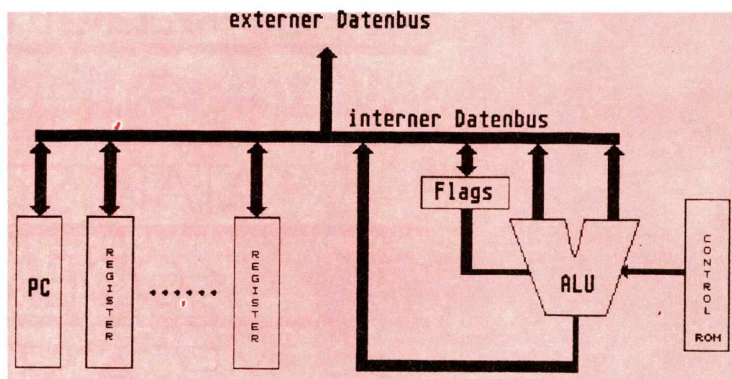 externer Datenbus
interner Datenbus
Flags
PC
REGISTER
REGISTER
ALU
CONTROL
ROM